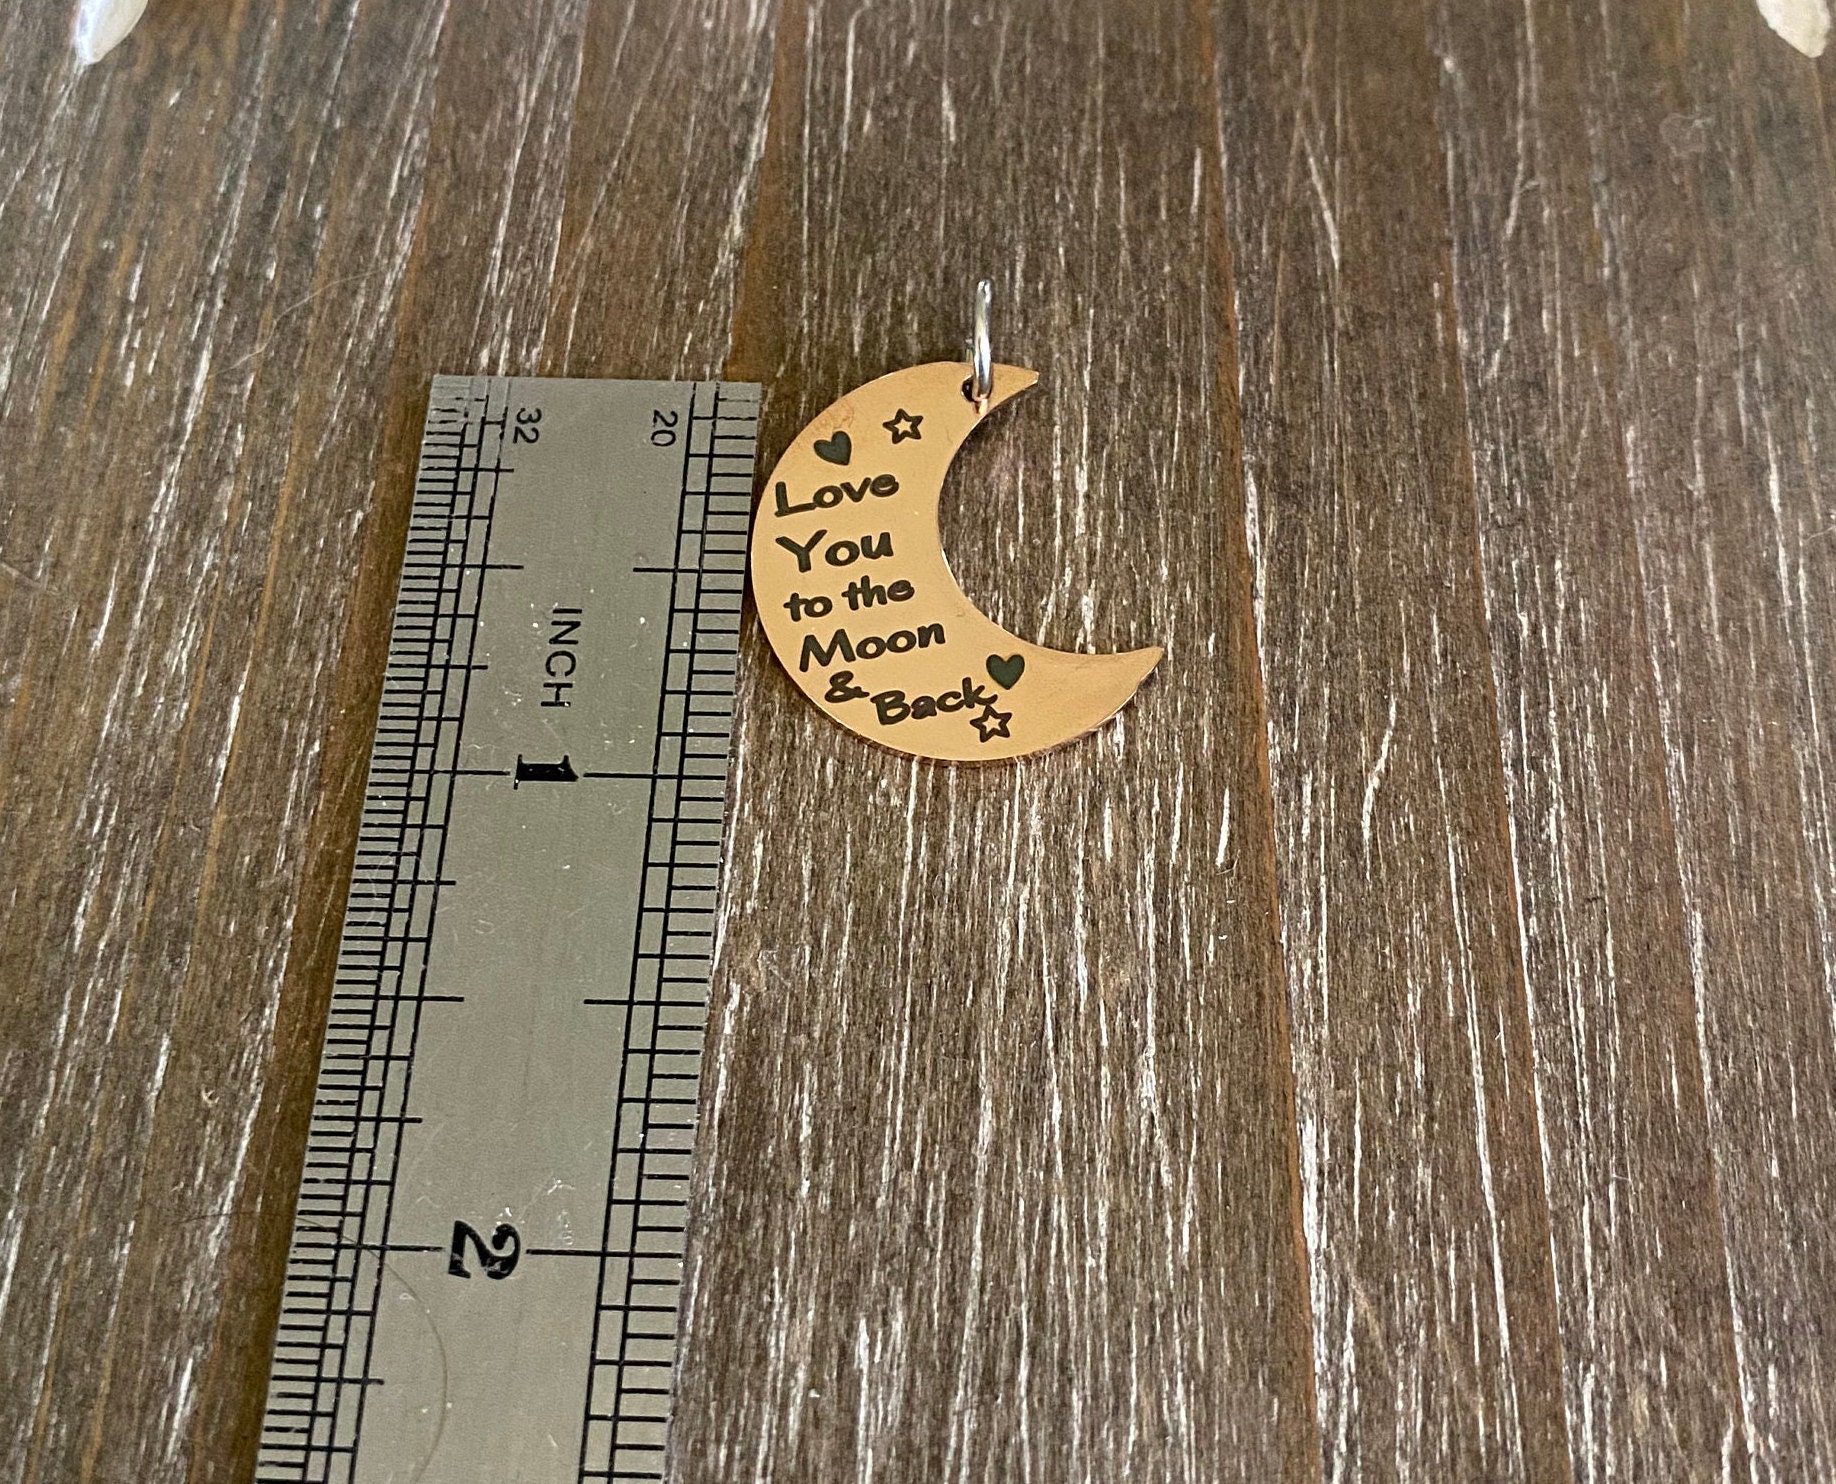 32
20
INCH
1
2
Love
You
to the
Moon
& Back